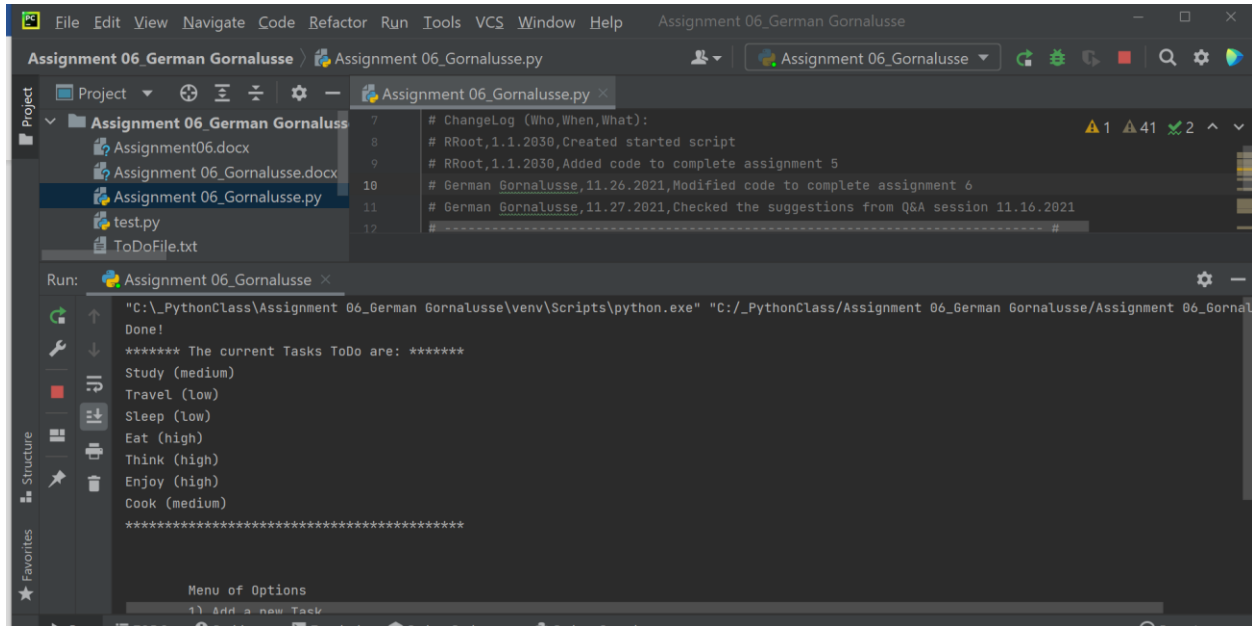 PC File Edit View Navigate Code Refactor Run Tools VCS Window Help Assignment 06_German Gornalusse
Assignment 06_German Gornalusse Assignment 06_Gornalusse.py Assignment 06_Gornalusse
Project
Project
Assignment 06_Gornalusse.py
Assignment 06_German Gornaluss
Assignment06.docx
Assignment 06_Gornalusse.docx
Assignment 06_Gornalusse.py
test.py
ToDoFile.txt
1 41 2
7 # ChangeLog (Who,When,What):
8 # RRoot,1.1.2030,Created started script
9 # RRoot,1.1.2030,Added code to complete assignment 5
10 # German Gornalusse,11.26.2021,Modified code to complete assignment 6
11 # German Gornalusse,11.27.2021,Checked the suggestions from Q&A session 11.16.2021
12 # ---------------------------------------------------------------------------- #
Run: Assignment 06_Gornalusse
"C:\_PythonClass\Assignment 06_German Gornalusse\venv\Scripts\python.exe" "C:/_PythonClass/Assignment 06_German Gornalusse/Assignment 06_Gornal
Done!
******* The current Tasks ToDo are: *******
Study (medium)
Travel (low)
Sleep (low)
Eat (high)
Think (high)
Enjoy (high)
Cook (medium)
*******************************************
Menu of Options
1) Add a new Task
Structure
Favorites